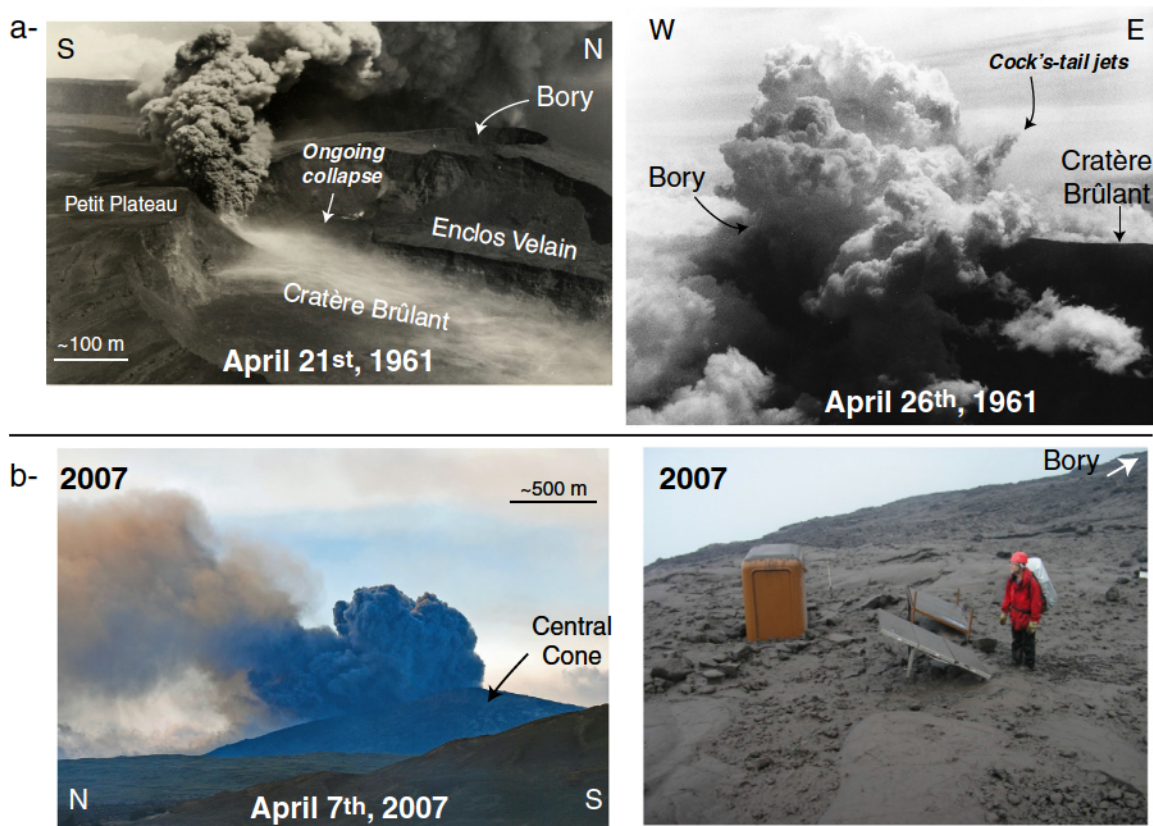 a-
S
N
Bory
Ongoing
collapse
Petit Plateau
Enclos Velain
Cratère Brûlant
~100 m
April 21st, 1961
W
E
Cock's-tail jets
Bory
Cratère
Brûlant
April 26th, 1961
b-
2007
~500 m
Central
Cone
N
April 7th, 2007
S
2007
Bory